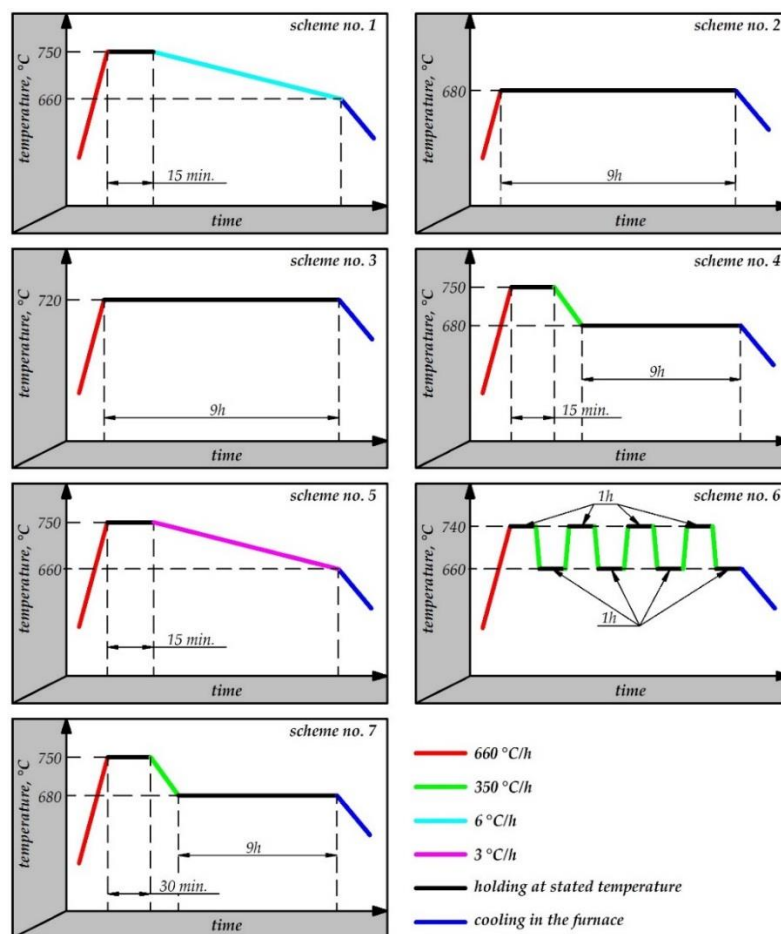 scheme no. 1
temperature, °C
750
660
15 min.
time
scheme no. 2
temperature, °C
680
9h
time
scheme no. 3
temperature, °C
720
9h
time
scheme no. 4
temperature, °C
750
680
9h
15 min.
time
scheme no. 5
temperature, °C
750
660
15 min.
time
scheme no. 6
temperature, °C
1h
740
660
1h
time
scheme no. 7
temperature, °C
750
680
9h
30 min.
time
660 °C/h
350 °C/h
6 °C/h
3 °C/h
holding at stated temperature
cooling in the furnace